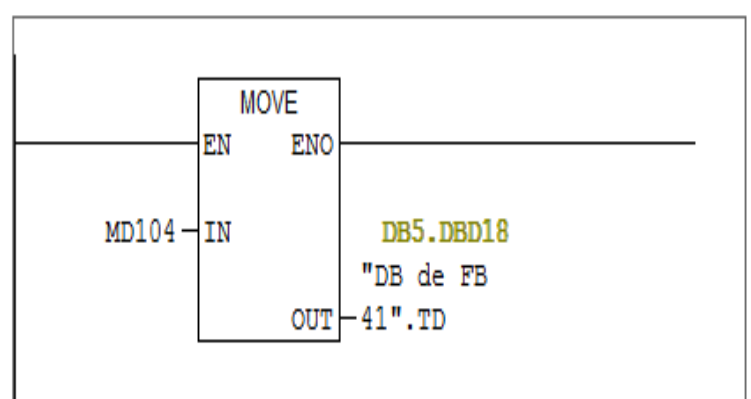 MOVE
EN ENO
MD104 IN DB5.DBD18
"DB de FB
OUT 41".TD